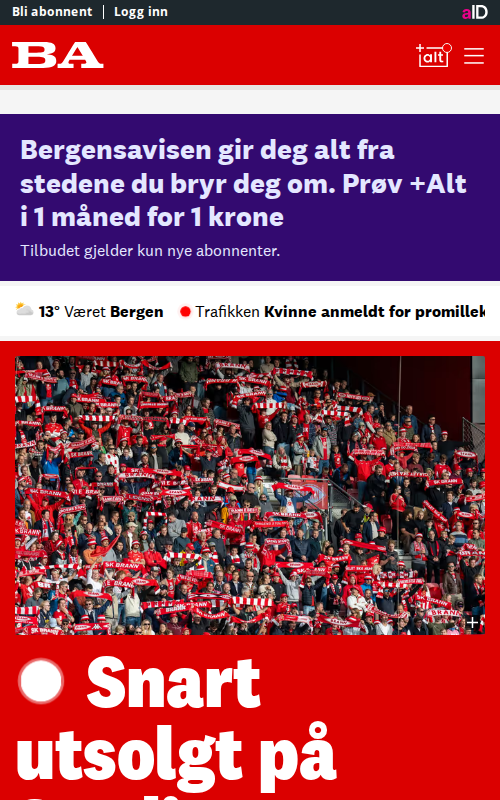 Bli abonnent | Logg inn
aID
BA
+alt
Bergensavisen gir deg alt fra
stedene du bryr deg om. Prøv +Alt
i 1 måned for 1 krone
Tilbudet gjelder kun nye abonnenter.
13° Været Bergen Trafikken Kvinne anmeldt for promillek
SK BRANN
Snart
utsolgt på